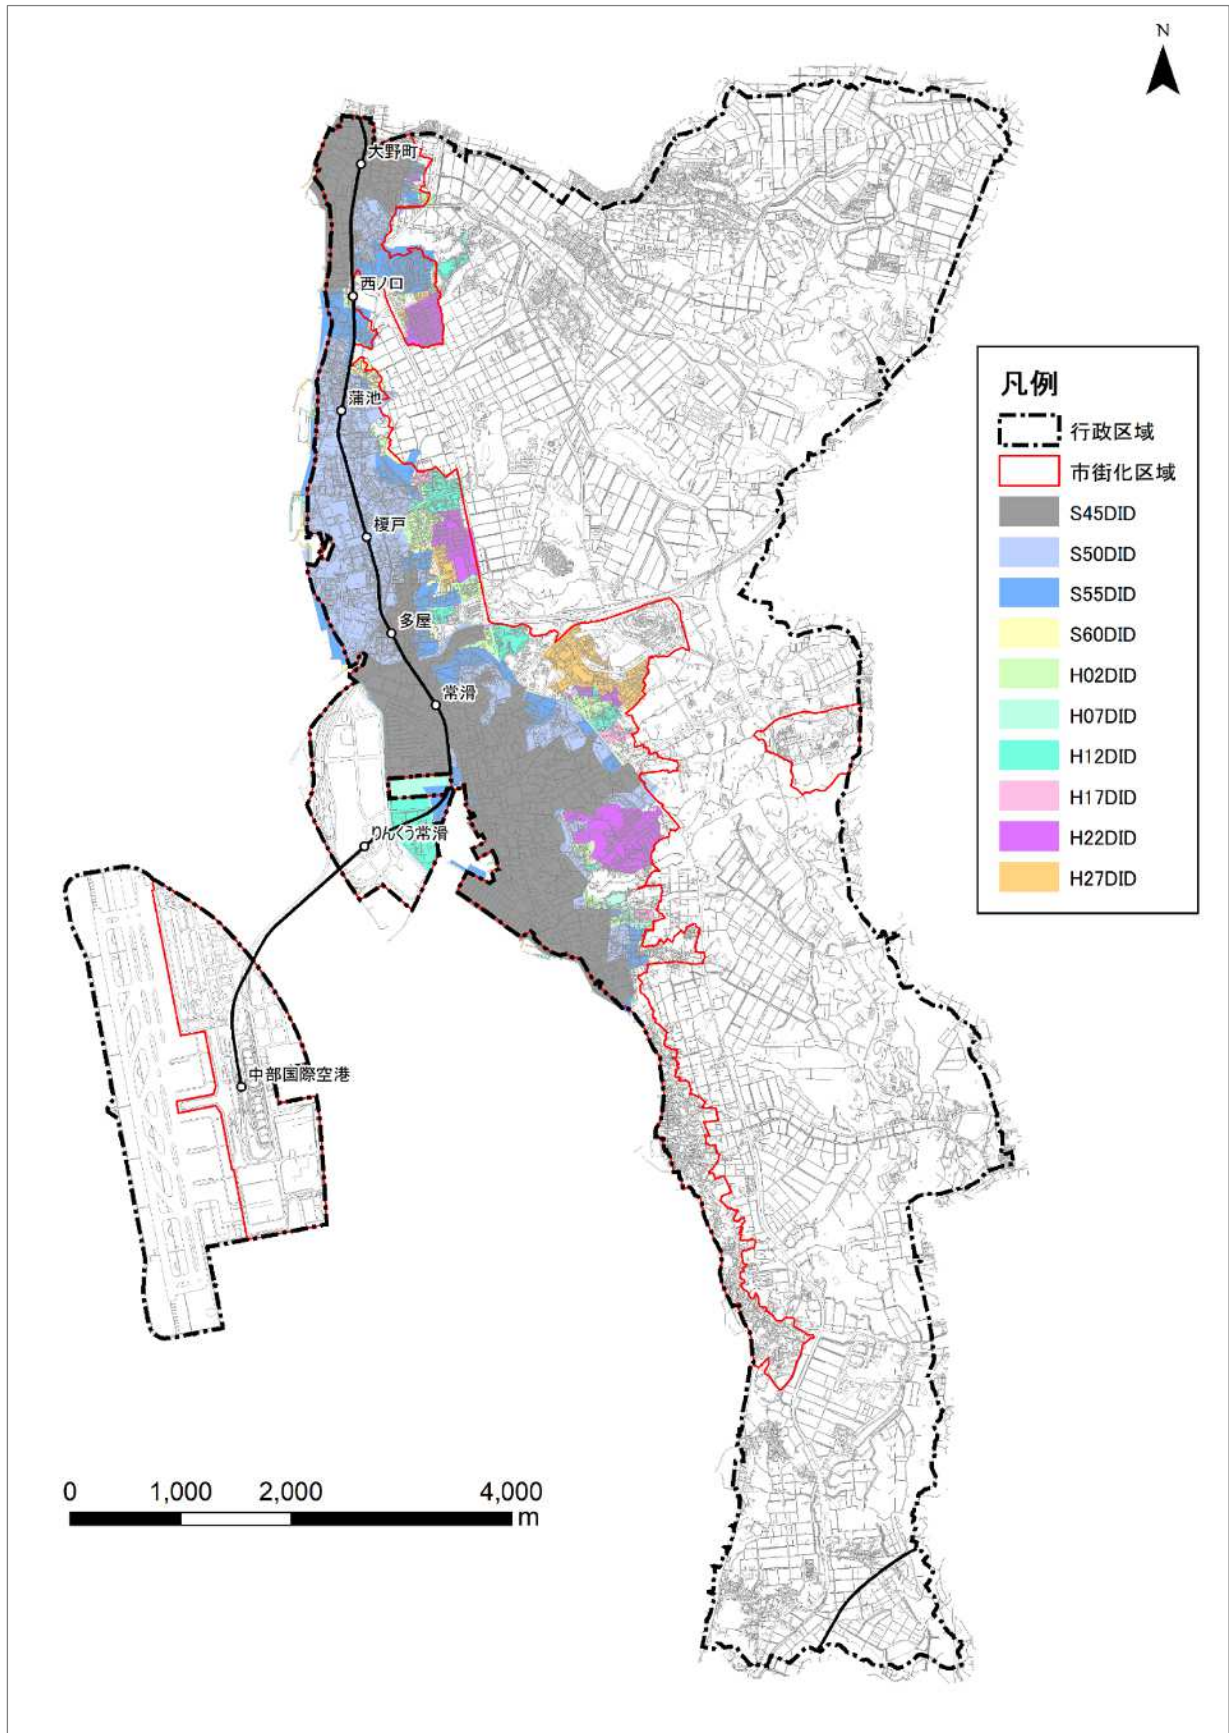 N
大野町
西ノ口
蒲池
榎戸
多屋
常滑
りんくう常滑
中部国際空港
凡例
行政区域
市街化区域
S45DID
S50DID
S55DID
S60DID
H02DID
H07DID
H12DID
H17DID
H22DID
H27DID
0 1,000 2,000 4,000
m